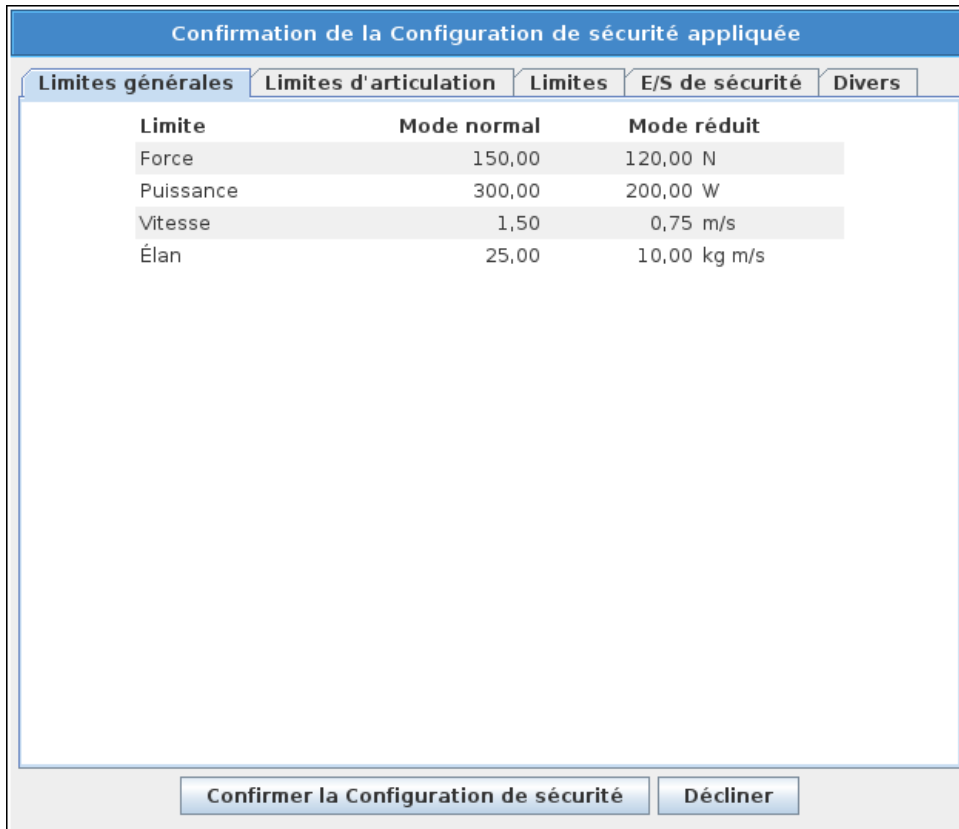 Confirmation de la Configuration de sécurité appliquée
Limites générales Limites d'articulation Limites E/S de sécurité Divers
Limite Mode normal Mode réduit
Force 150,00 120,00 N
Puissance 300,00 200,00 W
Vitesse 1,50 0,75 m/s
Élan 25,00 10,00 kg m/s
Confirmer la Configuration de sécurité Décliner